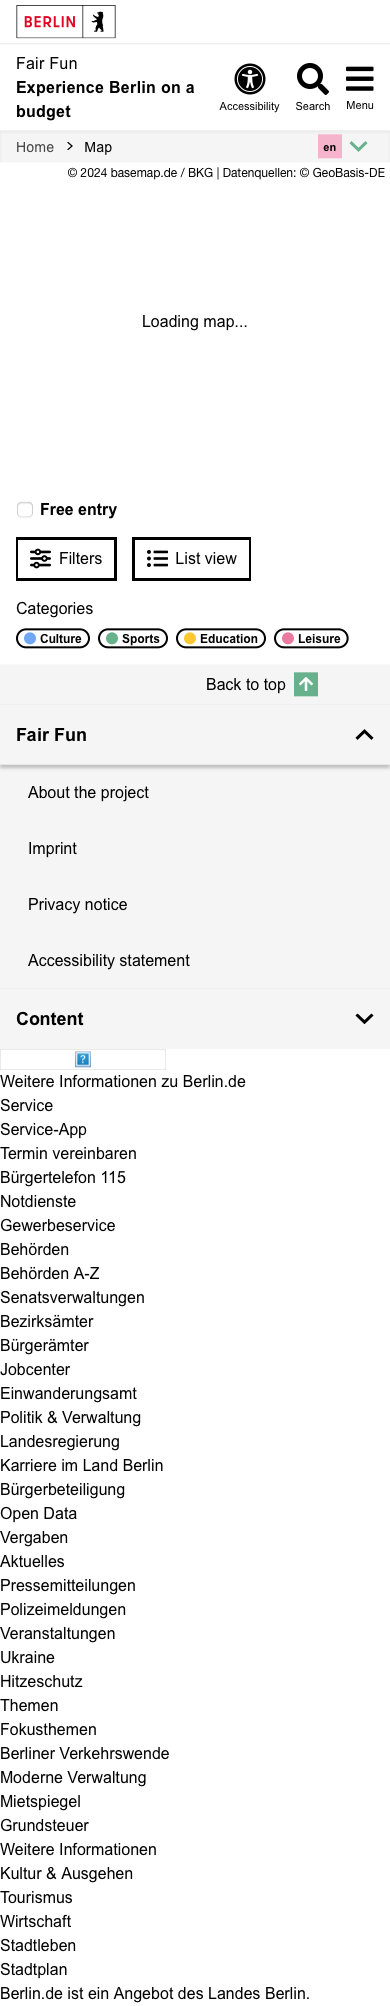 BERLIN
Fair Fun
Experience Berlin on a
budget
Accessibility
Search
Menu
Home > Map
en
© 2024 basemap.de / BKG | Datenquellen: © GeoBasis-DE
Loading map...
Free entry
Filters
List view
Categories
Culture
Sports
Education
Leisure
Back to top
Fair Fun
About the project
Imprint
Privacy notice
Accessibility statement
Content
Weitere Informationen zu Berlin.de
Service
Service-App
Termin vereinbaren
Bürgertelefon 115
Notdienste
Gewerbeservice
Behörden
Behörden A-Z
Senatsverwaltungen
Bezirksämter
Bürgerämter
Jobcenter
Einwanderungsamt
Politik & Verwaltung
Landesregierung
Karriere im Land Berlin
Bürgerbeteiligung
Open Data
Vergaben
Aktuelles
Pressemitteilungen
Polizeimeldungen
Veranstaltungen
Ukraine
Hitzeschutz
Themen
Fokusthemen
Berliner Verkehrswende
Moderne Verwaltung
Mietspiegel
Grundsteuer
Weitere Informationen
Kultur & Ausgehen
Tourismus
Wirtschaft
Stadtleben
Stadtplan
Berlin.de ist ein Angebot des Landes Berlin.